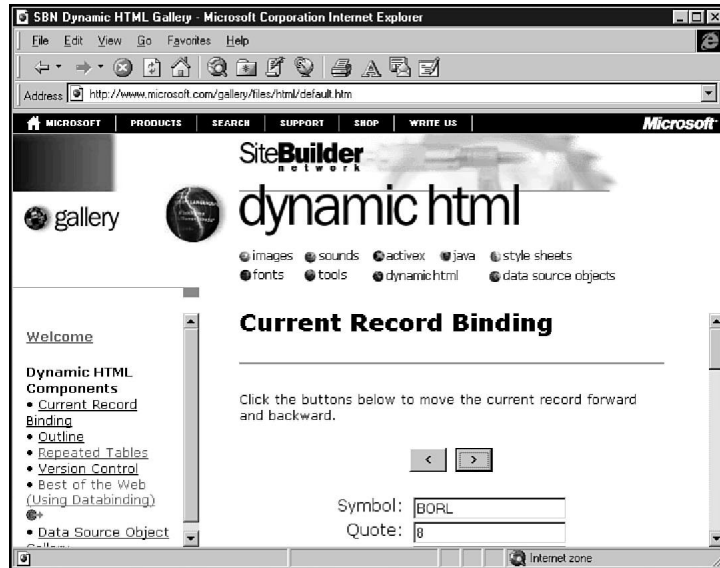 SBN Dynamic HTML Gallery - Microsoft Corporation Internet Explorer
File Edit View Go Favorites Help
Address http://www.microsoft.com/gallery/files/html/default.htm
MICROSOFT PRODUCTS SEARCH SUPPORT SHOP WRITE US Microsoft
SiteBuilder
network
gallery
dynamic html
images sounds activex java style sheets
fonts tools dynamic html data source objects
Welcome
Dynamic HTML
Components
• Current Record
Binding
• Outline
• Repeated Tables
• Version Control
• Best of the Web
(Using Databinding)
• Data Source Object
Current Record Binding
Click the buttons below to move the current record forward
and backward.
< >
Symbol: BORL
Quote: 8
Internet zone